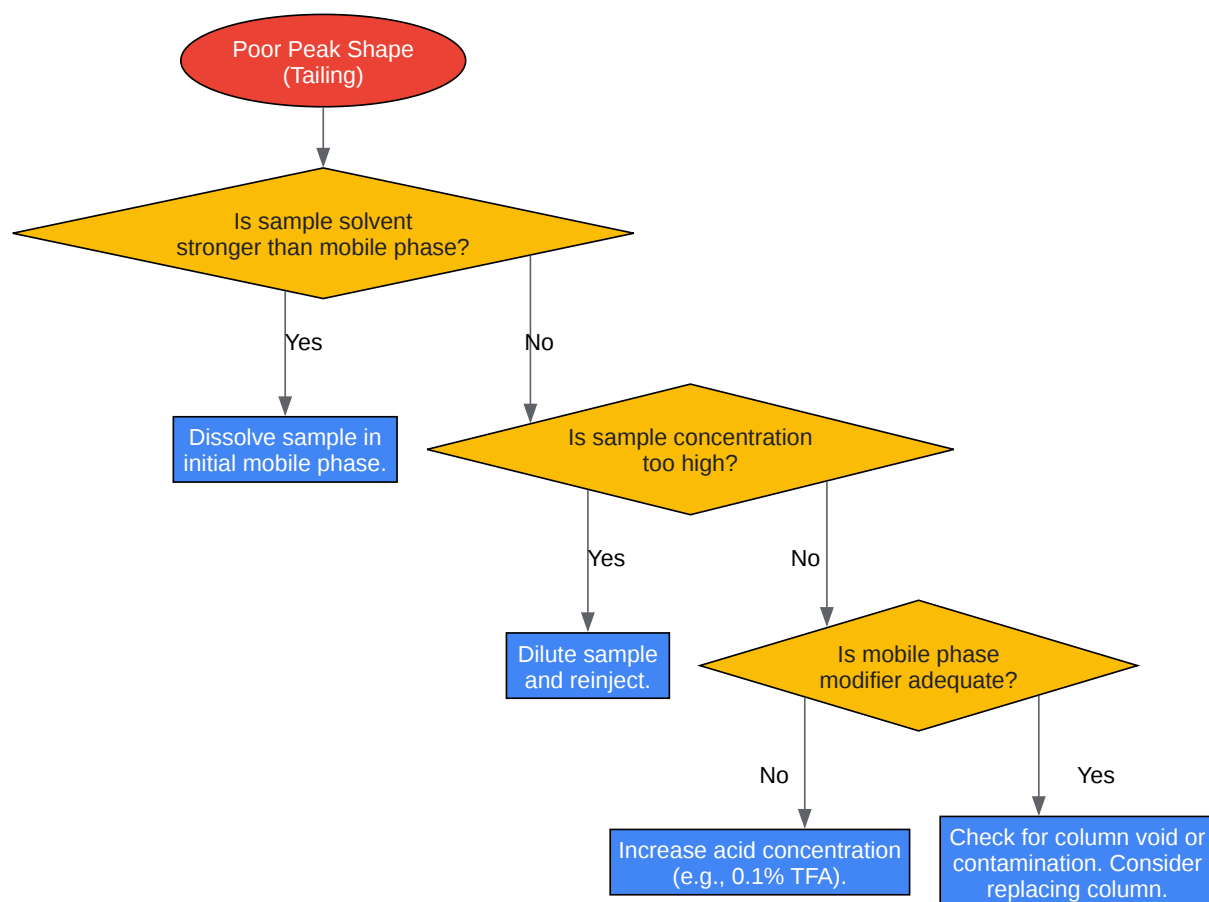 Poor Peak Shape
(Tailing)
Is sample solvent
stronger than mobile phase?
Yes
No
Dissolve sample in
initial mobile phase.
Is sample concentration
too high?
Yes
No
Dilute sample
and reinject.
Is mobile phase
modifier adequate?
No
Yes
Increase acid concentration
(e.g., 0.1% TFA).
Check for column void or
contamination. Consider
replacing column.